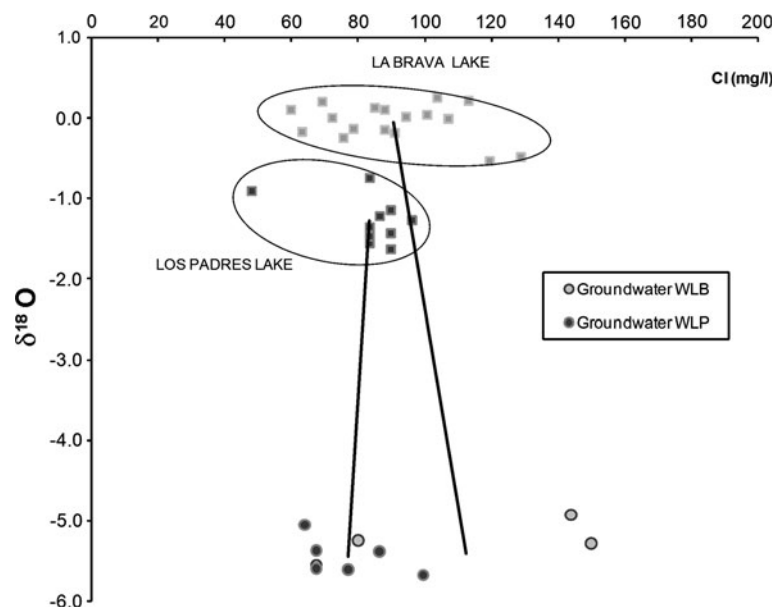 0 20 40 60 80 100 120 140 160 180 200
1.0
LA BRAVA LAKE
Cl (mg/l)
0.0
-1.0
LOS PADRES LAKE
-2.0
Groundwater WLB
-3.0
Groundwater WLP
δ18O
-4.0
-5.0
-6.0